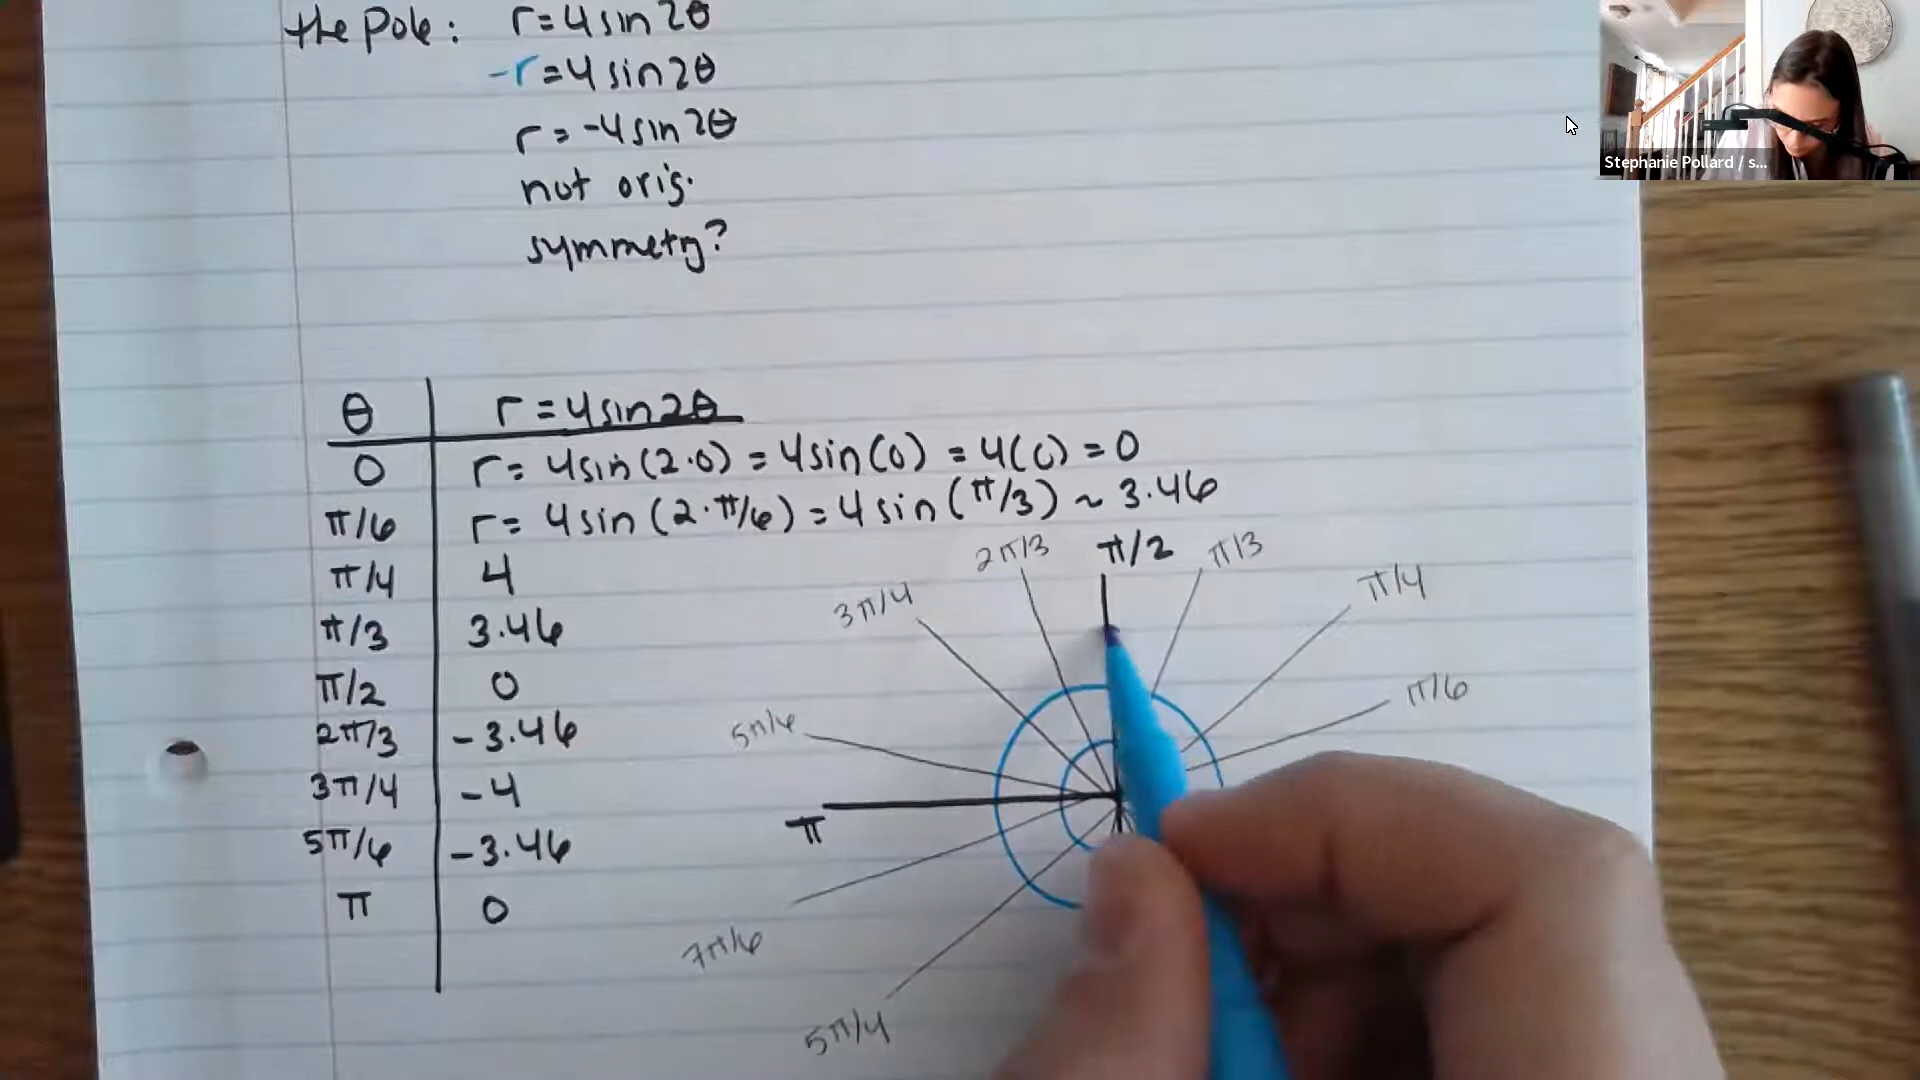 the Pole: r=4sin2θ
-r=4sin2θ
r=-4sin2θ
not orig.
symmetry?
Stephanie Pollard / s...
θ r=4sin2θ
0 r= 4sin(2·0) = 4sin(0) = 4(0) = 0
π/6 r= 4sin(2·π/6) = 4sin(π/3) ~ 3.46
π/4 4
π/3 3.46
π/2 0
2π/3 -3.46
3π/4 -4
5π/6 -3.46
π 0
2π/3 π/2 π/3
3π/4 π/4
5π/6 π/6
π
7π/6
5π/4